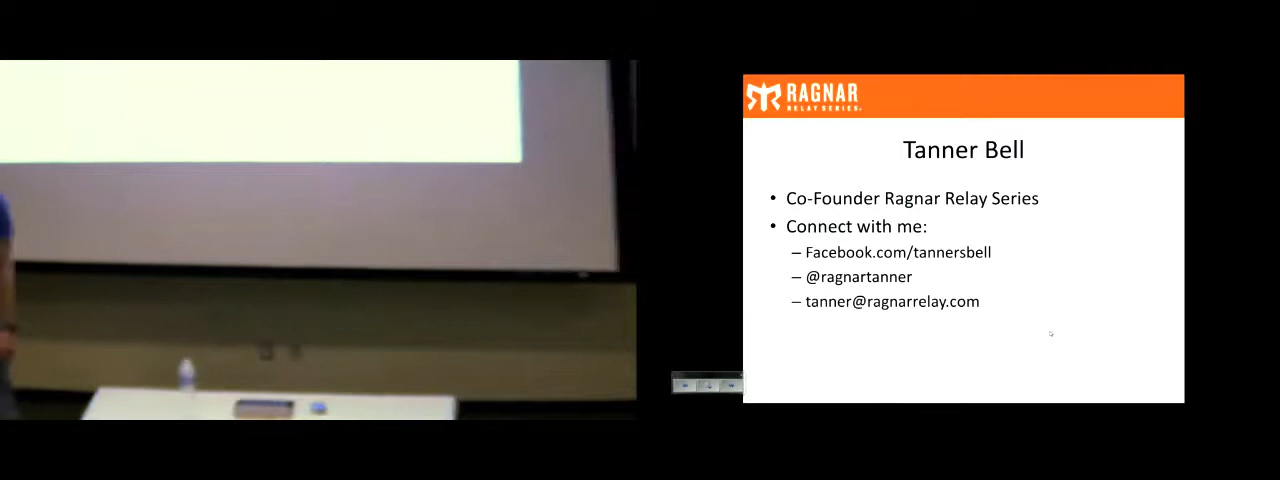 RAGNAR
RELAY SERIES
Tanner Bell
• Co-Founder Ragnar Relay Series
• Connect with me:
– Facebook.com/tannersbell
– @ragnartanner
– tanner@ragnarrelay.com